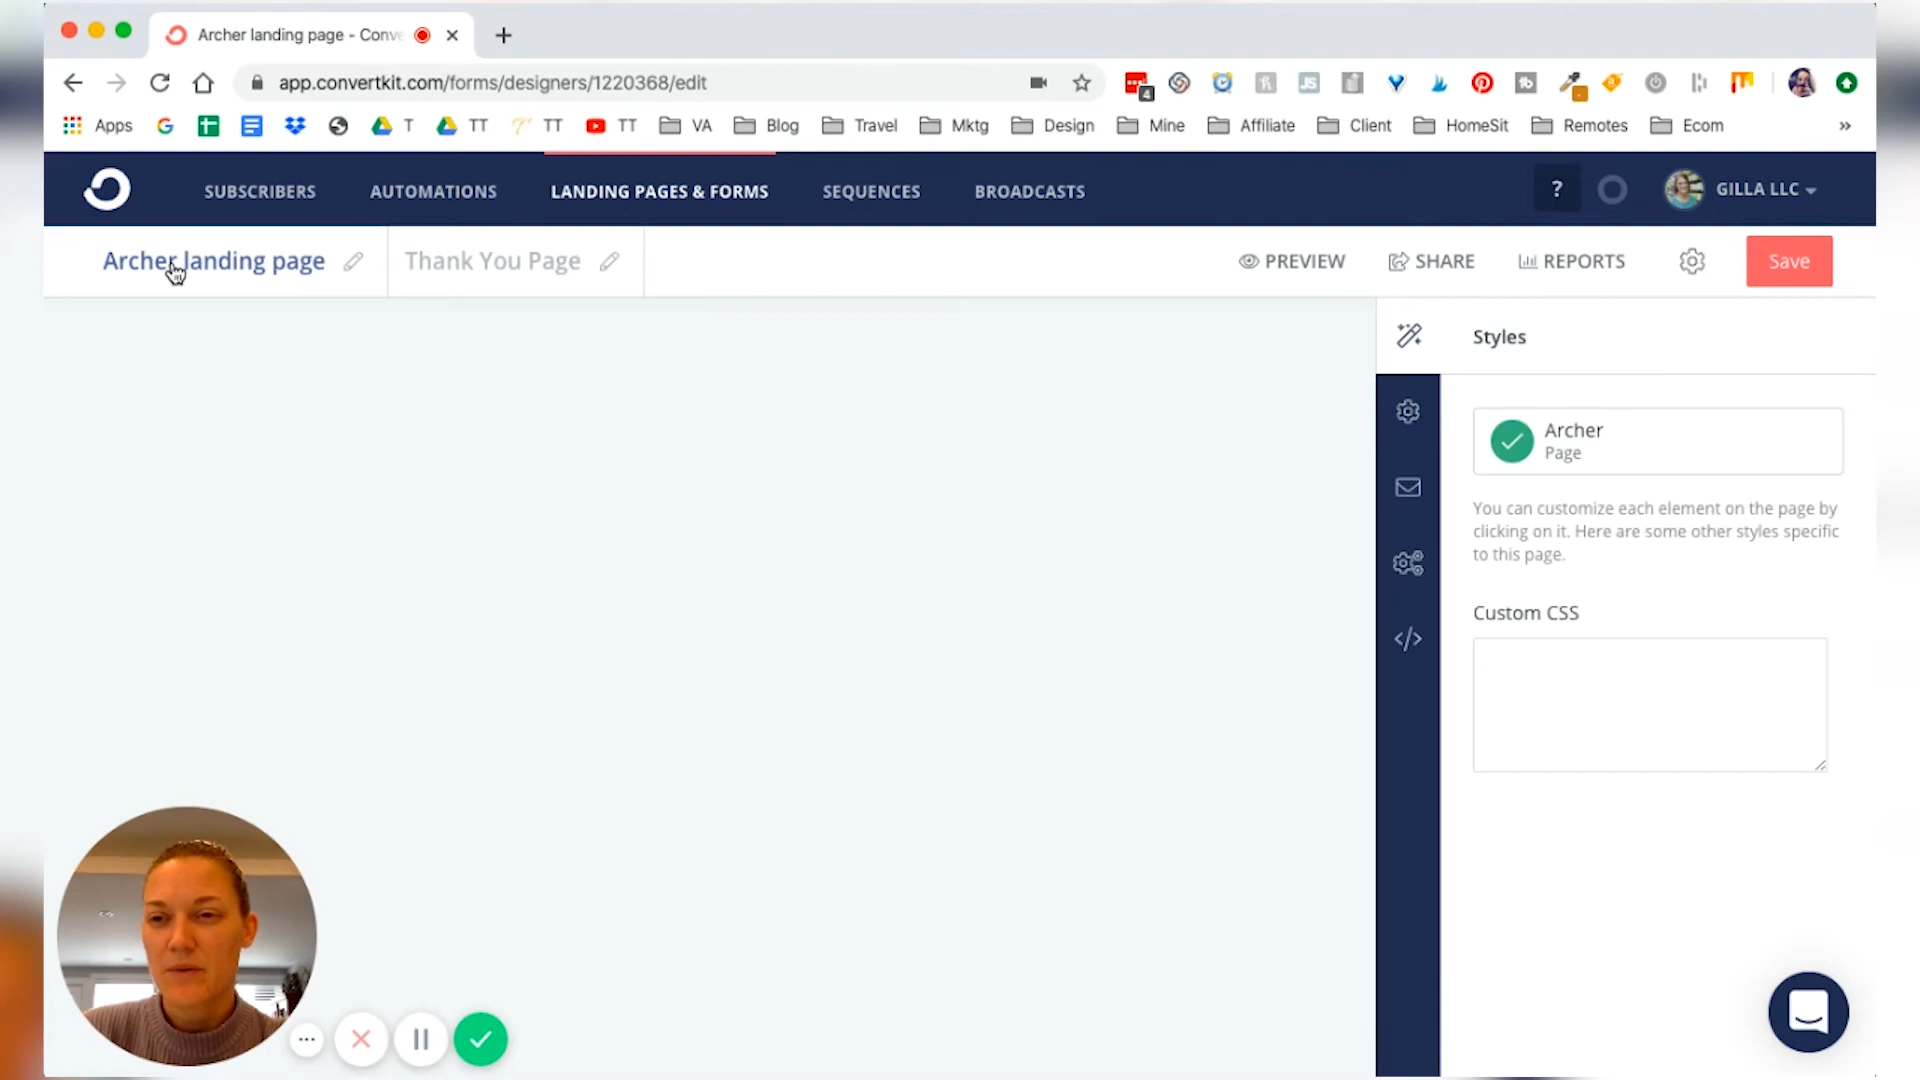 Archer landing page - Conve
app.convertkit.com/forms/designers/1220368/edit
4
JS
Apps
T
TT
TT
TT
VA
Blog
Travel
Mktg
Design
Mine
Affiliate
Client
HomeSit
Remotes
Ecom
»
SUBSCRIBERS
AUTOMATIONS
LANDING PAGES & FORMS
SEQUENCES
BROADCASTS
?
GILLA LLC
Archer landing page
Thank You Page
PREVIEW
SHARE
REPORTS
Save
Styles
Archer
Page
You can customize each element on the page by
clicking on it. Here are some other styles specific
to this page.
Custom CSS